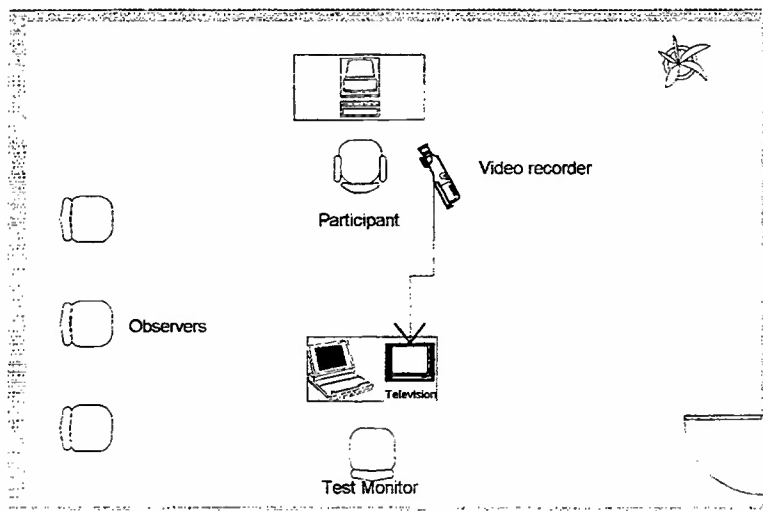 Video recorder
Participant
Observers
Television
Test Monitor